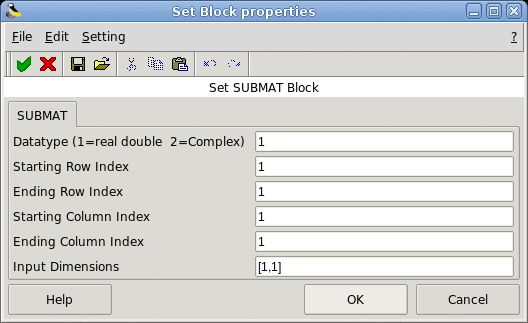 Set Block properties
File Edit Setting ?
Set SUBMAT Block
SUBMAT
Datatype (1=real double 2=Complex) 1
Starting Row Index 1
Ending Row Index 1
Starting Column Index 1
Ending Column Index 1
Input Dimensions [1,1]
Help OK Cancel